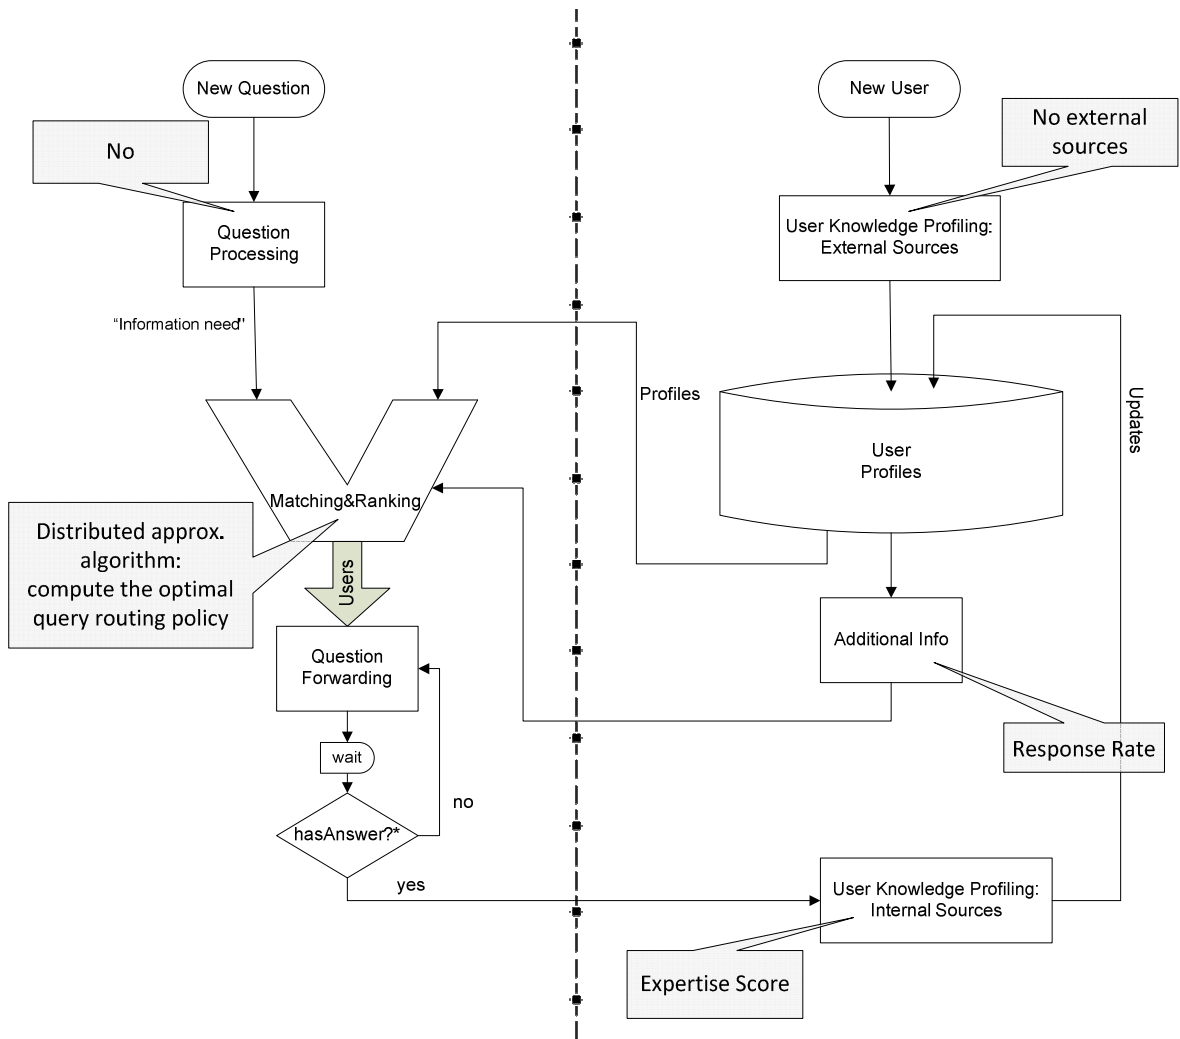 New Question
New User
No
No external
sources
Question
Processing
User Knowledge Profiling:
External Sources
“Information need"
Profiles
Updates
User
Profiles
Matching&Ranking
Distributed approx.
algorithm:
compute the optimal
query routing policy
Users
Question
Forwarding
Additional Info
Response Rate
wait
no
hasAnswer?*
yes
User Knowledge Profiling:
Internal Sources
Expertise Score